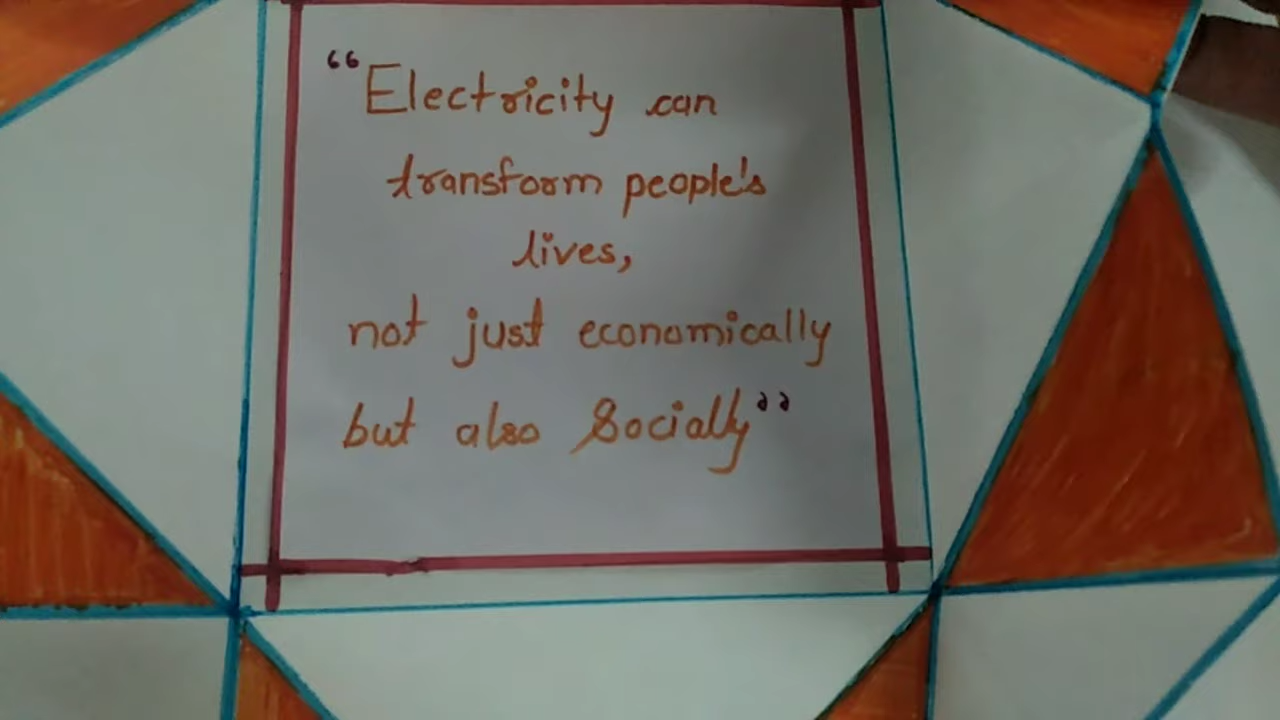 “Electricity can
transform people's
lives,
not just economically
but also Socially”